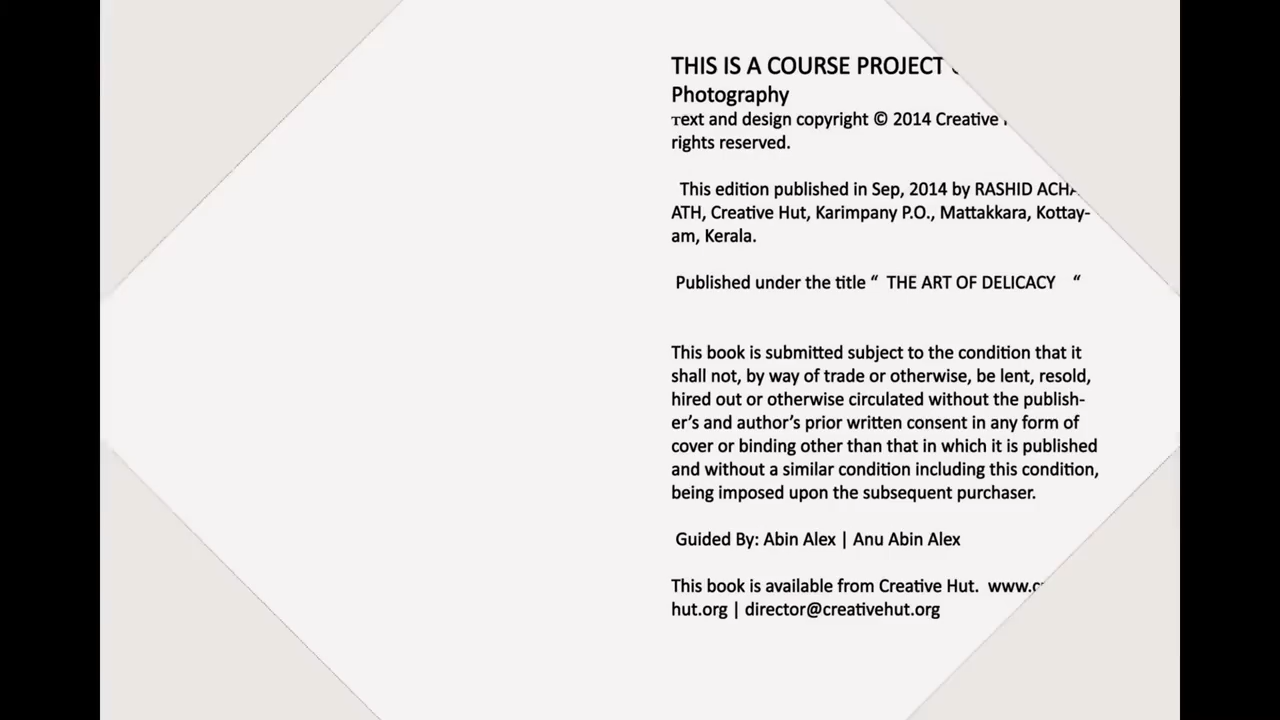 THIS IS A COURSE PROJECT
Photography
Text and design copyright © 2014 Creative
rights reserved.
This edition published in Sep, 2014 by RASHID ACHA
ATH, Creative Hut, Karimpany P.O., Mattakkara, Kottay-
am, Kerala.
Published under the title “ THE ART OF DELICACY “
This book is submitted subject to the condition that it
shall not, by way of trade or otherwise, be lent, resold,
hired out or otherwise circulated without the publish-
er’s and author’s prior written consent in any form of
cover or binding other than that in which it is published
and without a similar condition including this condition,
being imposed upon the subsequent purchaser.
Guided By: Abin Alex | Anu Abin Alex
This book is available from Creative Hut.
hut.org | director@creativehut.org